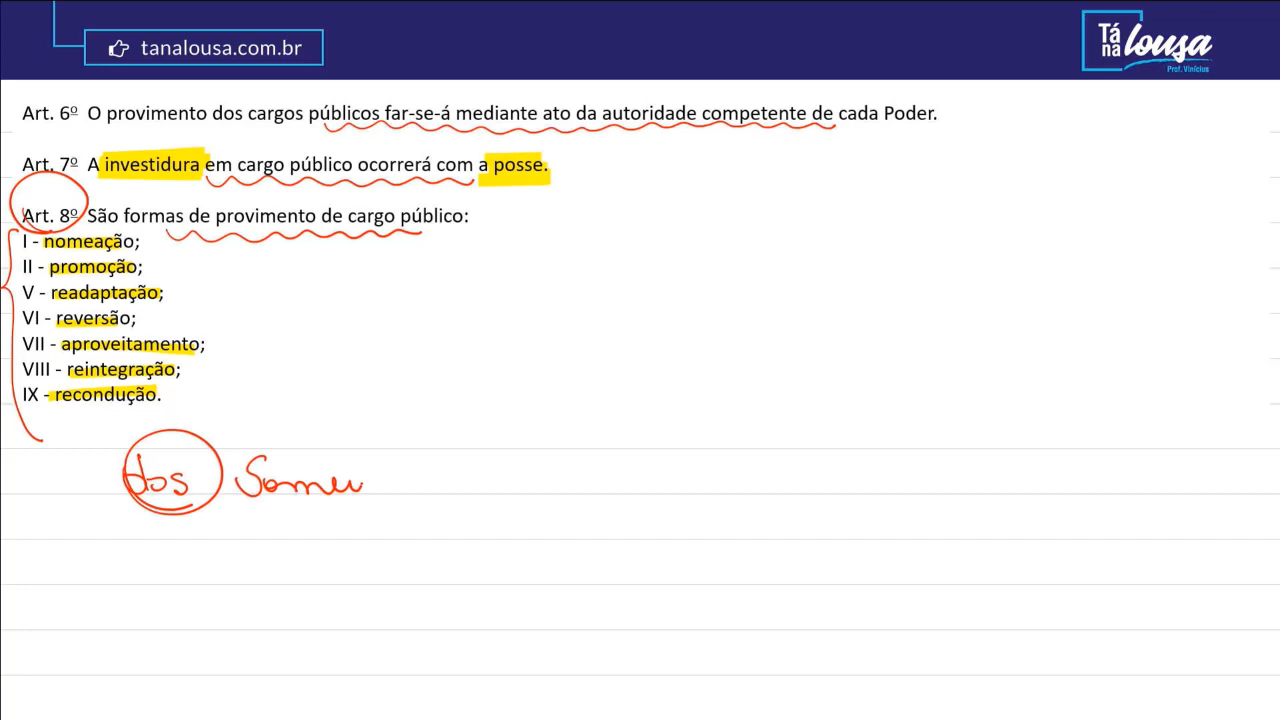 tanalousa.com.br
Tá na lousa
Prof. Vinícius
Art. 6º O provimento dos cargos públicos far-se-á mediante ato da autoridade competente de cada Poder.
Art. 7º A investidura em cargo público ocorrerá com a posse.
Art. 8º São formas de provimento de cargo público:
I - nomeação;
II - promoção;
V - readaptação;
VI - reversão;
VII - aproveitamento;
VIII - reintegração;
IX - recondução.
dos